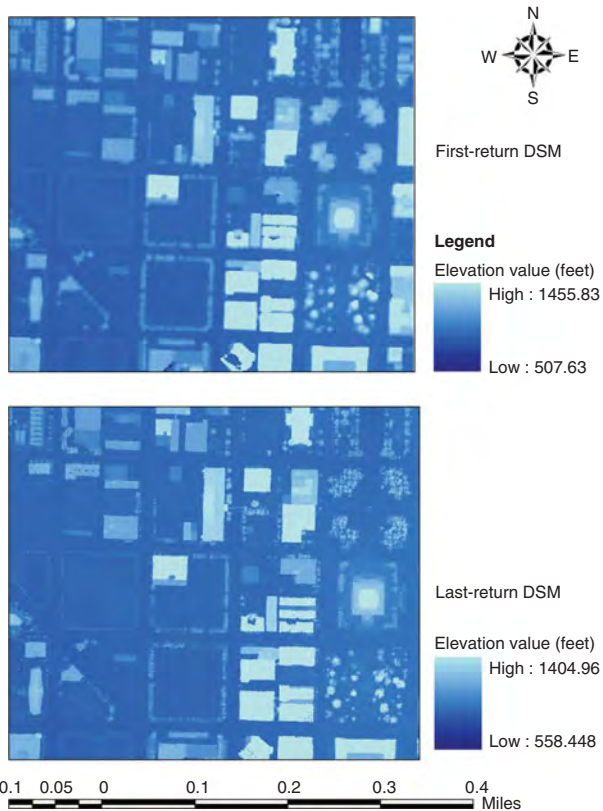 N
W E
S
First-return DSM
Legend
Elevation value (feet)
High : 1455.83
Low : 507.63
Last-return DSM
Elevation value (feet)
High : 1404.96
Low : 558.448
0.1 0.05 0 0.1 0.2 0.3 0.4
Miles